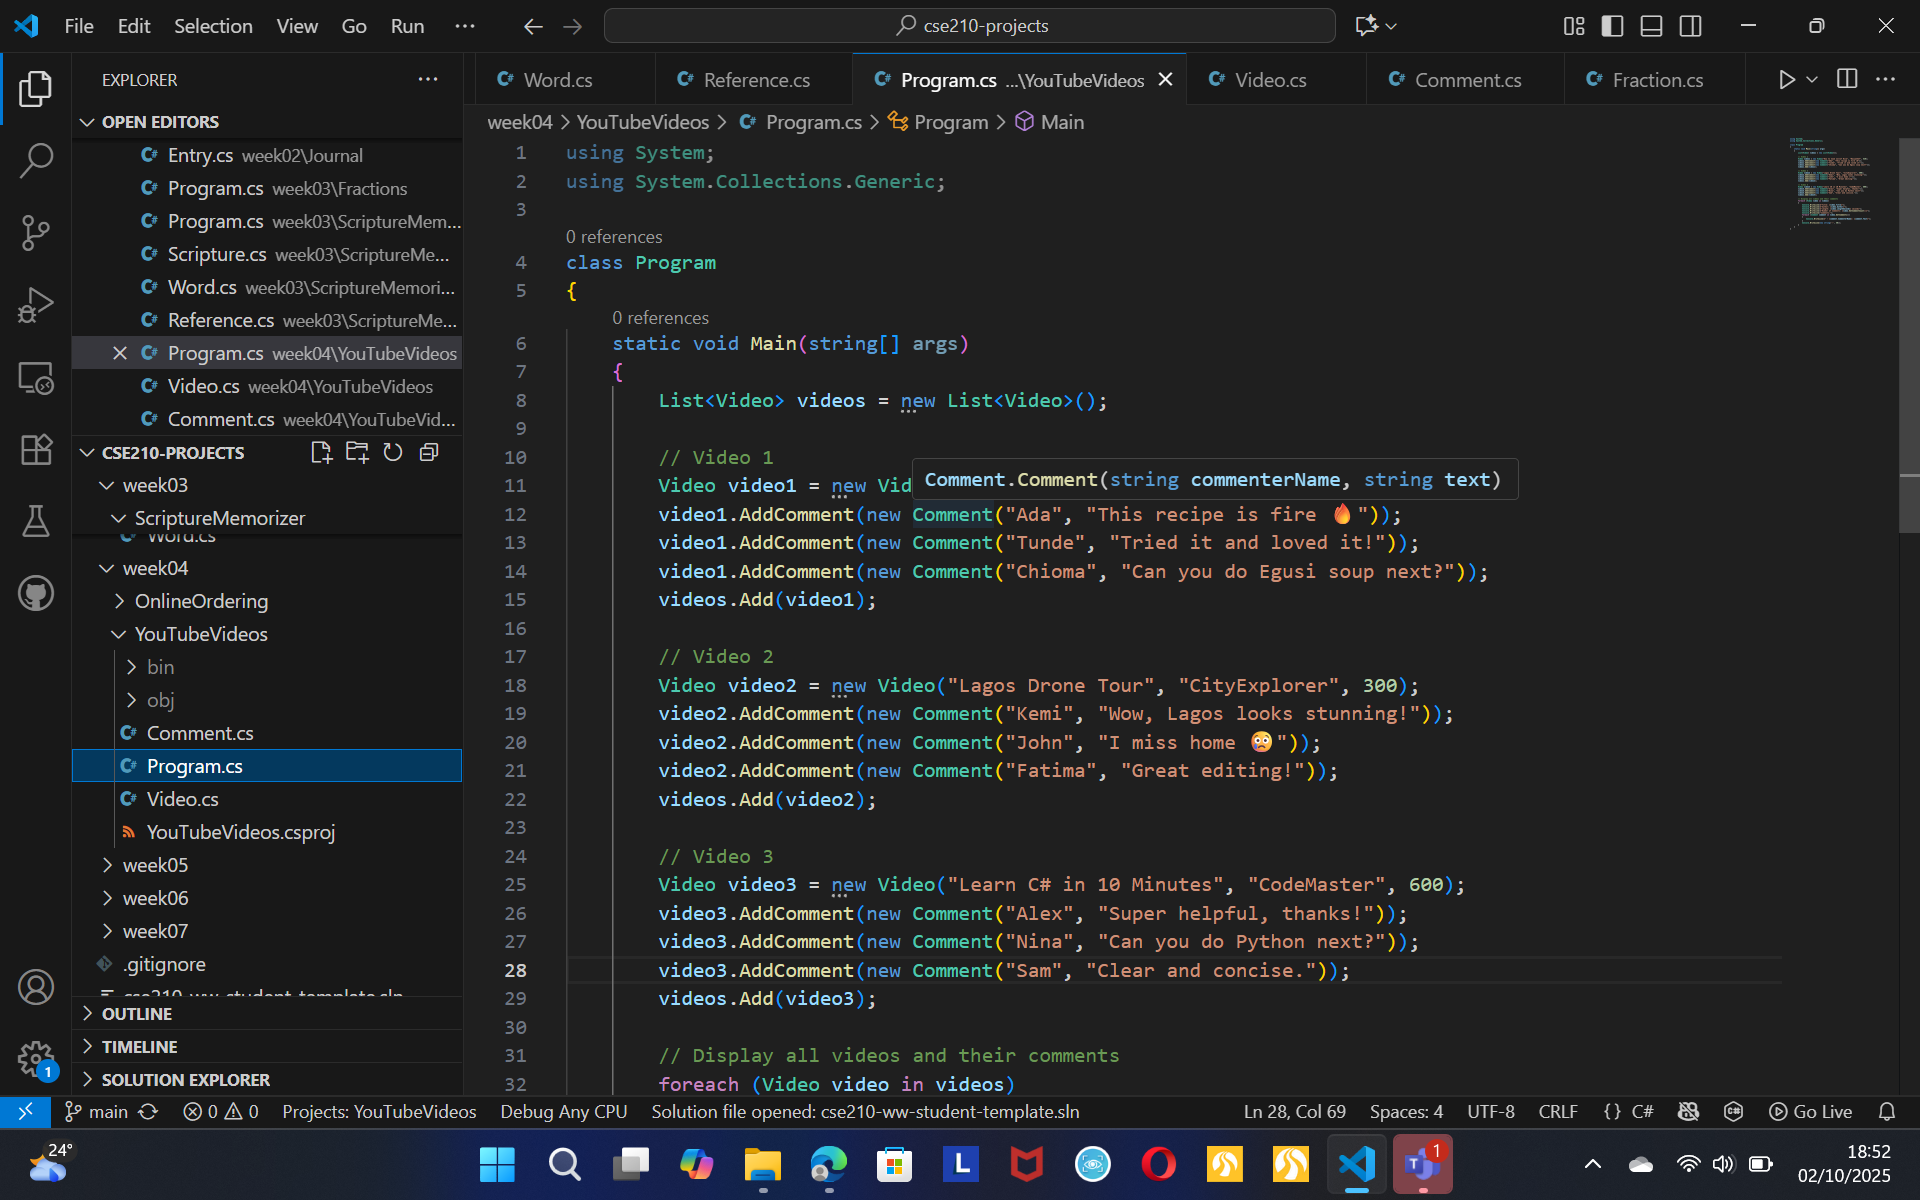 File Edit Selection View Go Run ···
cse210-projects
EXPLORER
OPEN EDITORS
Entry.cs week02\Journal
Program.cs week03\Fractions
Program.cs week03\ScriptureMem...
Scripture.cs week03\ScriptureMe...
Word.cs week03\ScriptureMemori...
Reference.cs week03\ScriptureMe...
Program.cs week04\YouTubeVideos
Video.cs week04\YouTubeVideos
Comment.cs week04\YouTubeVid...
CSE210-PROJECTS
week03
ScriptureMemorizer
Word.cs
week04
OnlineOrdering
YouTubeVideos
bin
obj
Comment.cs
Program.cs
Video.cs
YouTubeVideos.csproj
week05
week06
week07
.gitignore
cse210-ww-student-template.sln
OUTLINE
TIMELINE
SOLUTION EXPLORER
Word.cs Reference.cs Program.cs ...\YouTubeVideos Video.cs Comment.cs Fraction.cs
week04 > YouTubeVideos > Program.cs > Program > Main
1 using System;
2 using System.Collections.Generic;
3
0 references
4 class Program
5 {
0 references
6 static void Main(string[] args)
7 {
8 List<Video> videos = new List<Video>();
9
10 // Video 1
11 Video video1 = new Vid
Comment.Comment(string commenterName, string text)
12 video1.AddComment(new Comment("Ada", "This recipe is fire 🔥"));
13 video1.AddComment(new Comment("Tunde", "Tried it and loved it!"));
14 video1.AddComment(new Comment("Chioma", "Can you do Egusi soup next?"));
15 videos.Add(video1);
16
17 // Video 2
18 Video video2 = new Video("Lagos Drone Tour", "CityExplorer", 300);
19 video2.AddComment(new Comment("Kemi", "Wow, Lagos looks stunning!"));
20 video2.AddComment(new Comment("John", "I miss home 😢"));
21 video2.AddComment(new Comment("Fatima", "Great editing!"));
22 videos.Add(video2);
23
24 // Video 3
25 Video video3 = new Video("Learn C# in 10 Minutes", "CodeMaster", 600);
26 video3.AddComment(new Comment("Alex", "Super helpful, thanks!"));
27 video3.AddComment(new Comment("Nina", "Can you do Python next?"));
28 video3.AddComment(new Comment("Sam", "Clear and concise."));
29 videos.Add(video3);
30
31 // Display all videos and their comments
32 foreach (Video video in videos)
1
main 0 0 Projects: YouTubeVideos Debug Any CPU Solution file opened: cse210-ww-student-template.sln Ln 28, Col 69 Spaces: 4 UTF-8 CRLF {} C# Go Live
24°
L
T
1
18:52
02/10/2025